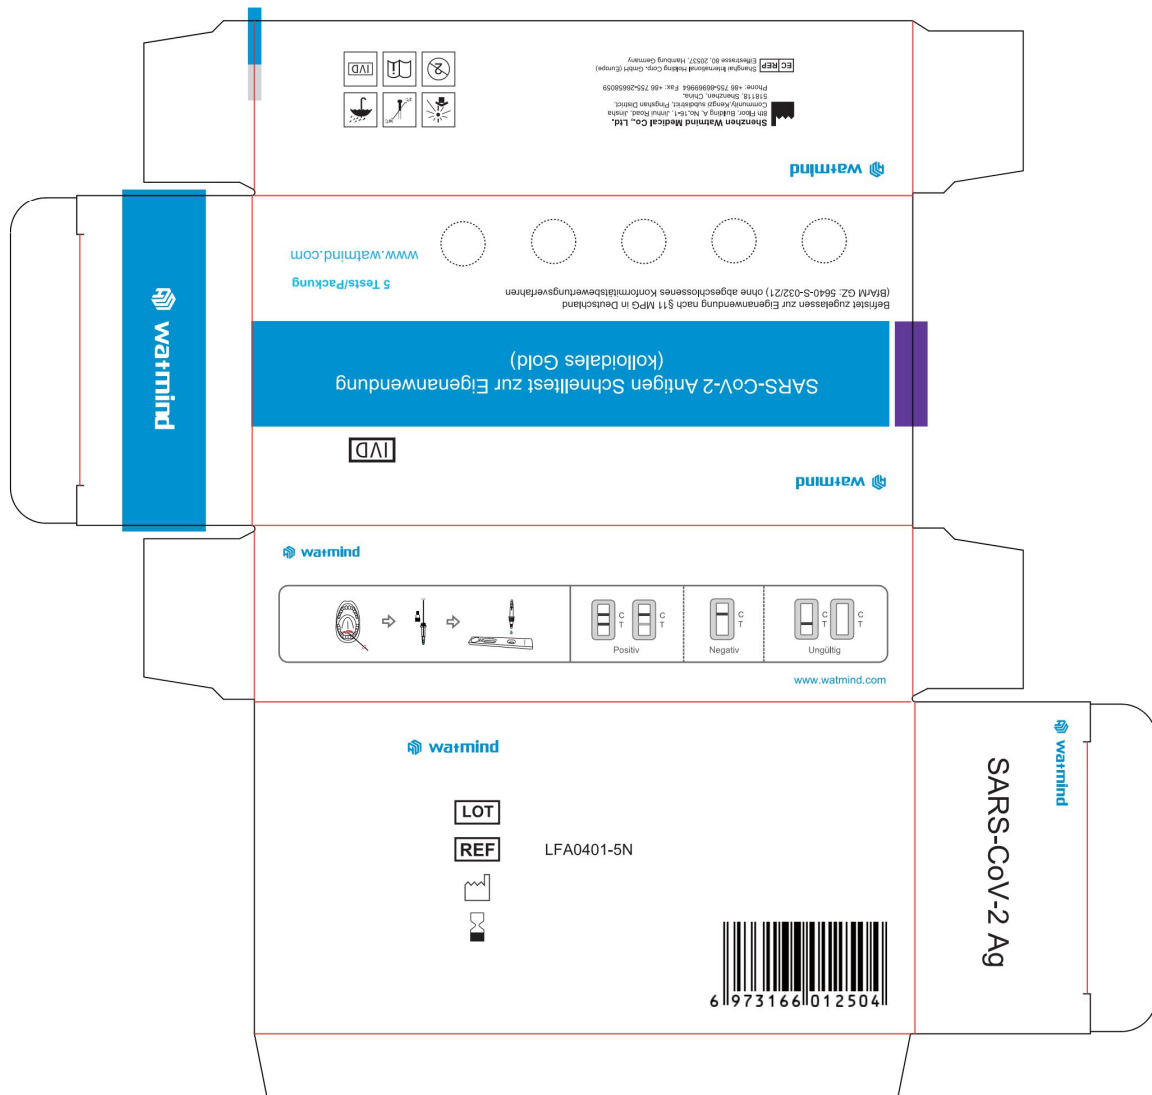 watmind
Shenzhen Watmind Medical Co., Ltd.
8th Floor, Building A, No.16-1, Jinhui Road, Jinsha
Community, Kengzi subdistrict, Pingshan District,
518118, Shenzhen, China.
Phone: +86 755-86969964 Fax: +86 755-26658059
EC REP Shanghai International Holding Corp. GmbH (Europe)
Eiffestrasse 80, 20537, Hamburg Germany
2
i
IVD
watmind
watmind
IVD
SARS-CoV-2 Antigen Schnelltest zur Eigenanwendung
(kolloidales Gold)
Befristet zugelassen zur Eigenanwendung nach §11 MPG in Deutschland
(BfArM GZ: 5640-S-032/21) ohne abgeschlossenes Konformitätsbewertungsverfahren
5 Tests/Packung
www.watmind.com
watmind
C
T
C
T
Positiv
C
T
Negativ
C
T
C
T
Ungültig
www.watmind.com
watmind
LOT
REF LFA0401-5N
6 973166 012504
watmind
SARS-CoV-2 Ag